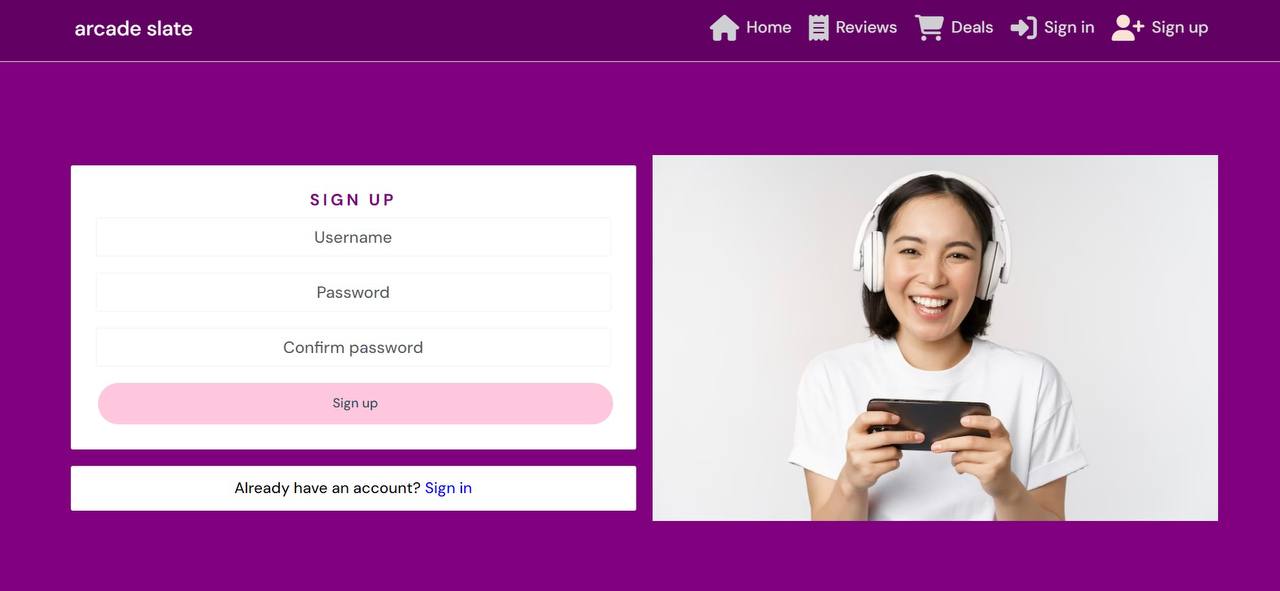 arcade slate
Home Reviews Deals Sign in Sign up
SIGN UP
Username
Password
Confirm password
Sign up
Already have an account? Sign in